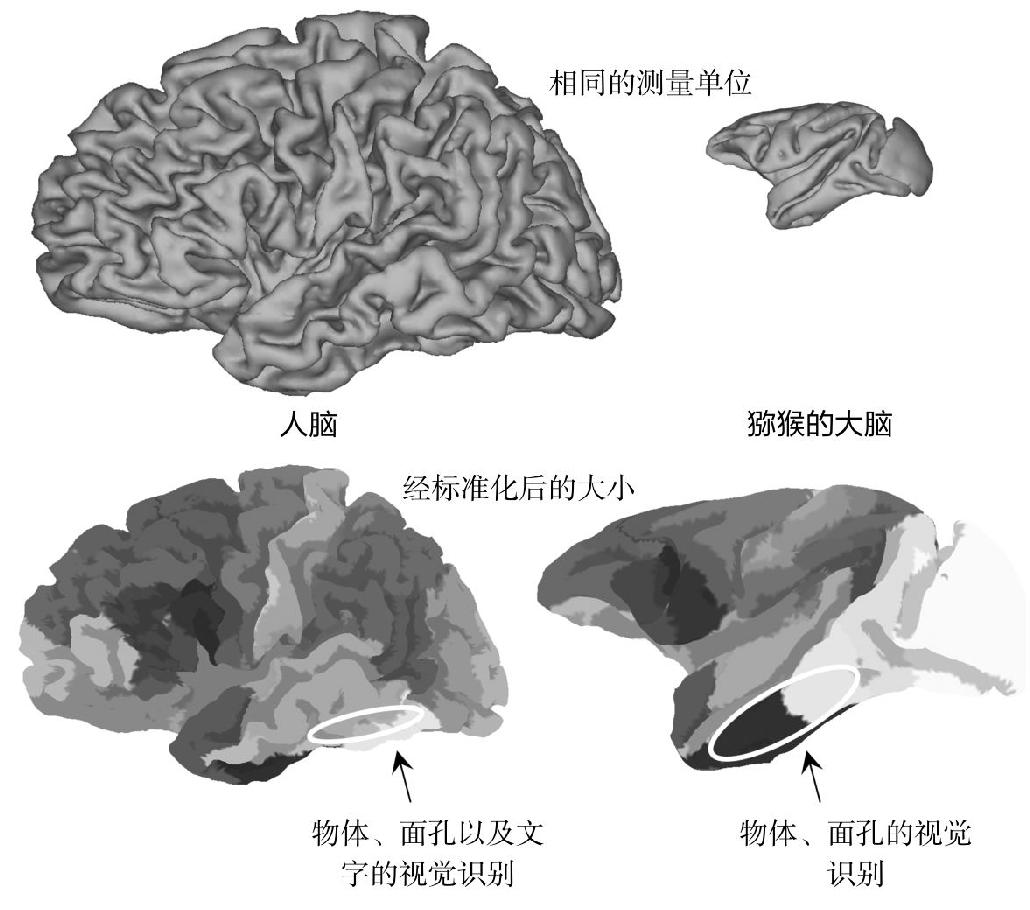 相同的测量单位
人脑
猕猴的大脑
经标准化后的大小
物体、面孔以及文
字的视觉识别
物体、面孔的视觉
识别